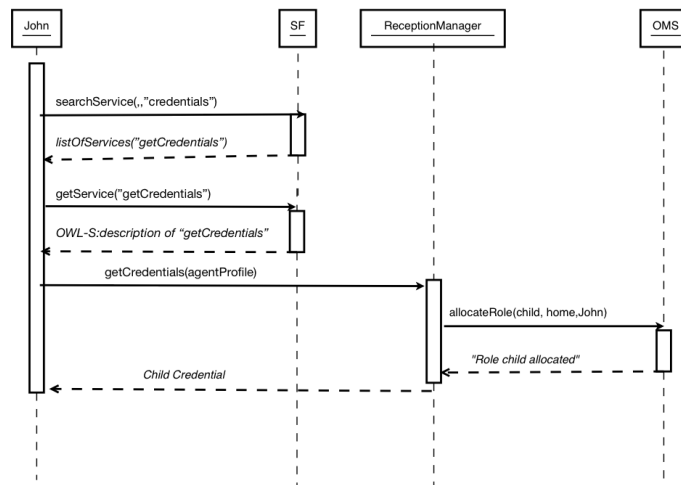 John
SF
ReceptionManager
OMS
searchService(,,”credentials”)
listOfServices(”getCredentials”)
getService(”getCredentials”)
OWL-S:description of “getCredentials”
getCredentials(agentProfile)
allocateRole(child, home,John)
"Role child allocated"
Child Credential